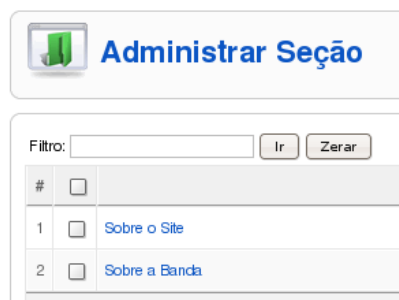 Administrar Seção
Filtro: Ir Zerar
#
1 Sobre o Site
2 Sobre a Banda